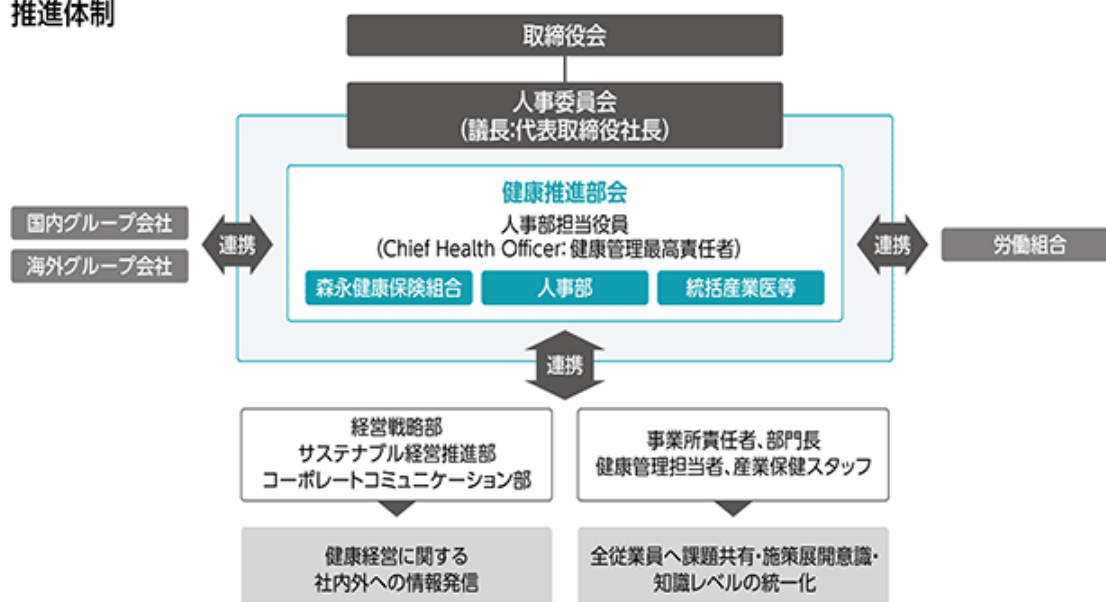 推進体制
取締役会
人事委員会
(議長:代表取締役社長)
健康推進部会
人事部担当役員
(Chief Health Officer:健康管理最高責任者)
森永健康保険組合
人事部
統括産業医等
国内グループ会社
海外グループ会社
連携
連携
労働組合
連携
経営戦略部
サステナブル経営推進部
コーポレートコミュニケーション部
事業所責任者、部門長
健康管理担当者、産業保健スタッフ
健康経営に関する
社内外への情報発信
全従業員へ課題共有・施策展開意識・
知識レベルの統一化